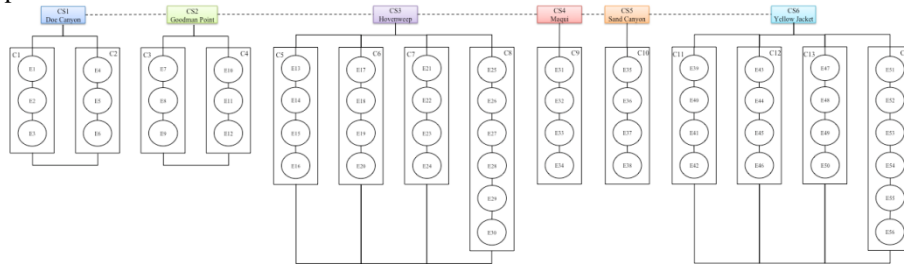 CS1
Doe Canyon
CS2
Goodman Point
CS3
Hovenweep
CS4
Maqui
CS5
Sand Canyon
CS6
Yellow Jacket
C1
E1
E2
E3
C2
E4
E5
E6
C3
E7
E8
E9
C4
E10
E11
E12
C5
E13
E14
E15
E16
C6
E17
E18
E19
E20
C7
E21
E22
E23
E24
C8
E25
E26
E27
E28
E29
E30
C9
E31
E32
E33
E34
C10
E35
E36
E37
E38
C11
E39
E40
E41
E42
C12
E43
E44
E45
E46
C13
E47
E48
E49
E50
E51
E52
E53
E54
E55
E56